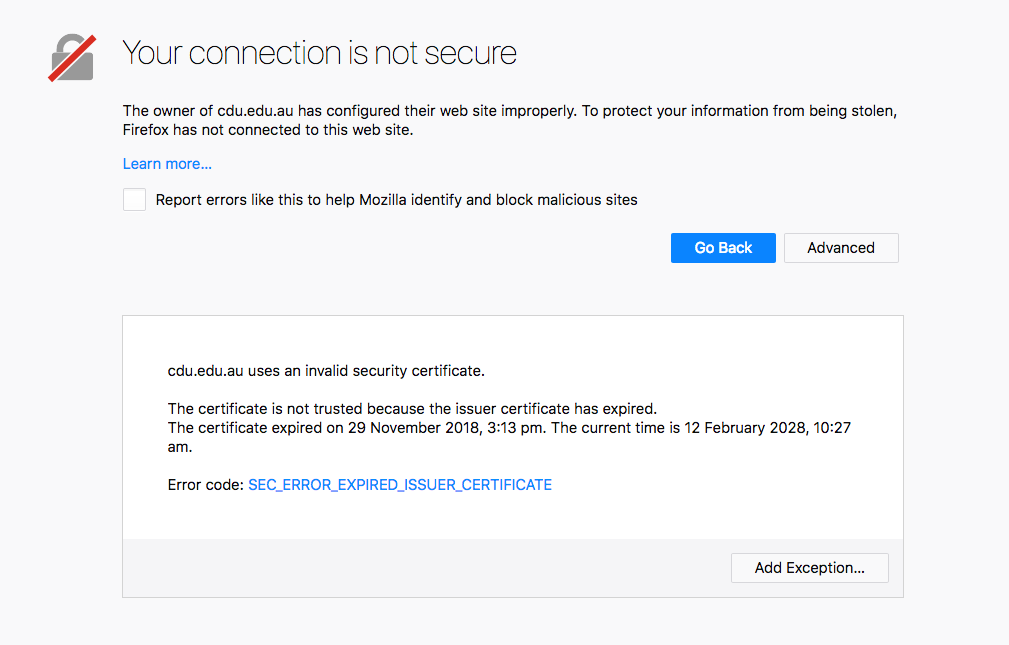 Your connection is not secure
The owner of cdu.edu.au has configured their web site improperly. To protect your information from being stolen,
Firefox has not connected to this web site.
Learn more...
Report errors like this to help Mozilla identify and block malicious sites
Go Back
Advanced
cdu.edu.au uses an invalid security certificate.
The certificate is not trusted because the issuer certificate has expired.
The certificate expired on 29 November 2018, 3:13 pm. The current time is 12 February 2028, 10:27
am.
Error code: SEC_ERROR_EXPIRED_ISSUER_CERTIFICATE
Add Exception...